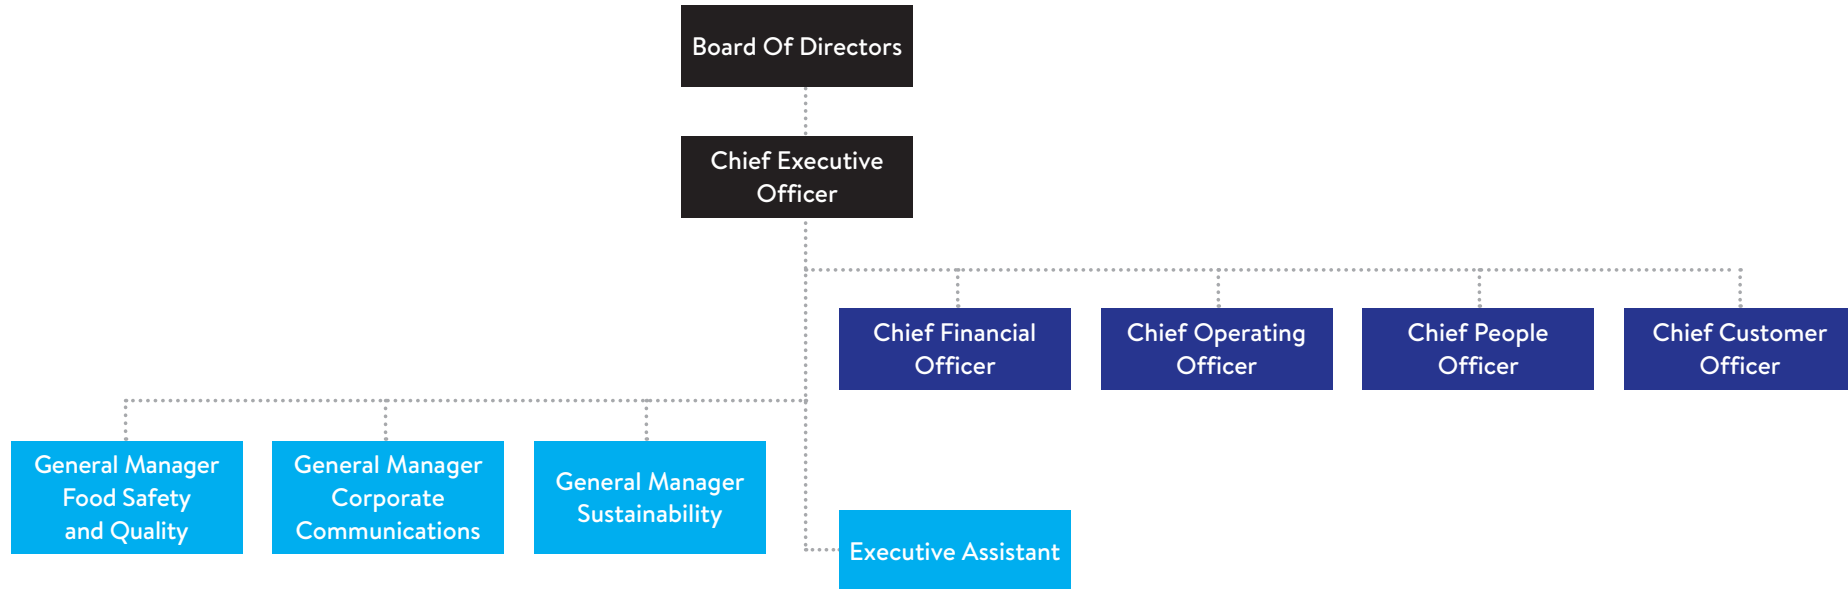 Board Of Directors
Chief Executive
Officer
Chief Financial
Officer
Chief Operating
Officer
Chief People
Officer
Chief Customer
Officer
General Manager
Food Safety
and Quality
General Manager
Corporate
Communications
General Manager
Sustainability
Executive Assistant